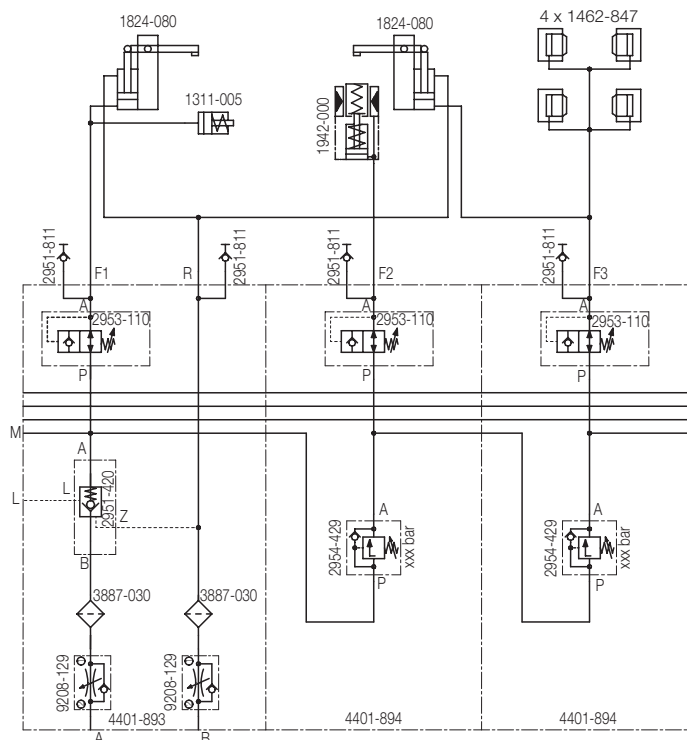 1824-080
1824-080
4 x 1462-847
1311-005
1942-000
2951-811
F1
R
2951-811
2951-811
F2
2951-811
F3
A
2953-110
P
A
2953-110
P
A
2953-110
P
M
A
L
L
2951-420
Z
B
A
2954-429
xxx bar
P
A
2954-429
xxx bar
P
3887-030
3887-030
9208-129
9208-129
4401-893
4401-894
4401-894
A
B